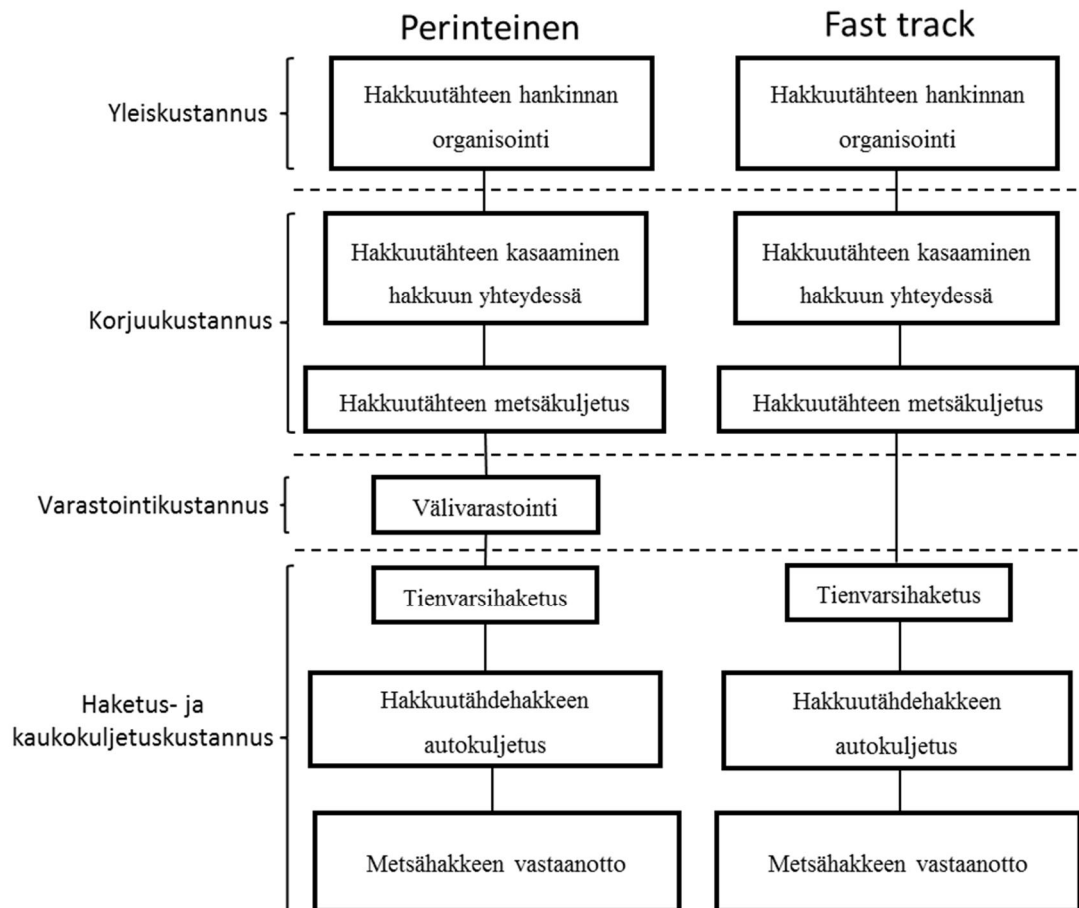 Perinteinen
Fast track
Yleiskustannus
Hakkuutähteen hankinnan
organisointi
Hakkuutähteen hankinnan
organisointi
Korjuukustannus
Hakkuutähteen kasaaminen
hakkuun yhteydessä
Hakkuutähteen kasaaminen
hakkuun yhteydessä
Hakkuutähteen metsäkuljetus
Hakkuutähteen metsäkuljetus
Varastointikustannus
Välivarastointi
Haketus- ja
kaukokuljetuskustannus
Tienvarsihaketus
Tienvarsihaketus
Hakkuutähdehakkeen
autokuljetus
Hakkuutähdehakkeen
autokuljetus
Metsähakkeen vastaanotto
Metsähakkeen vastaanotto